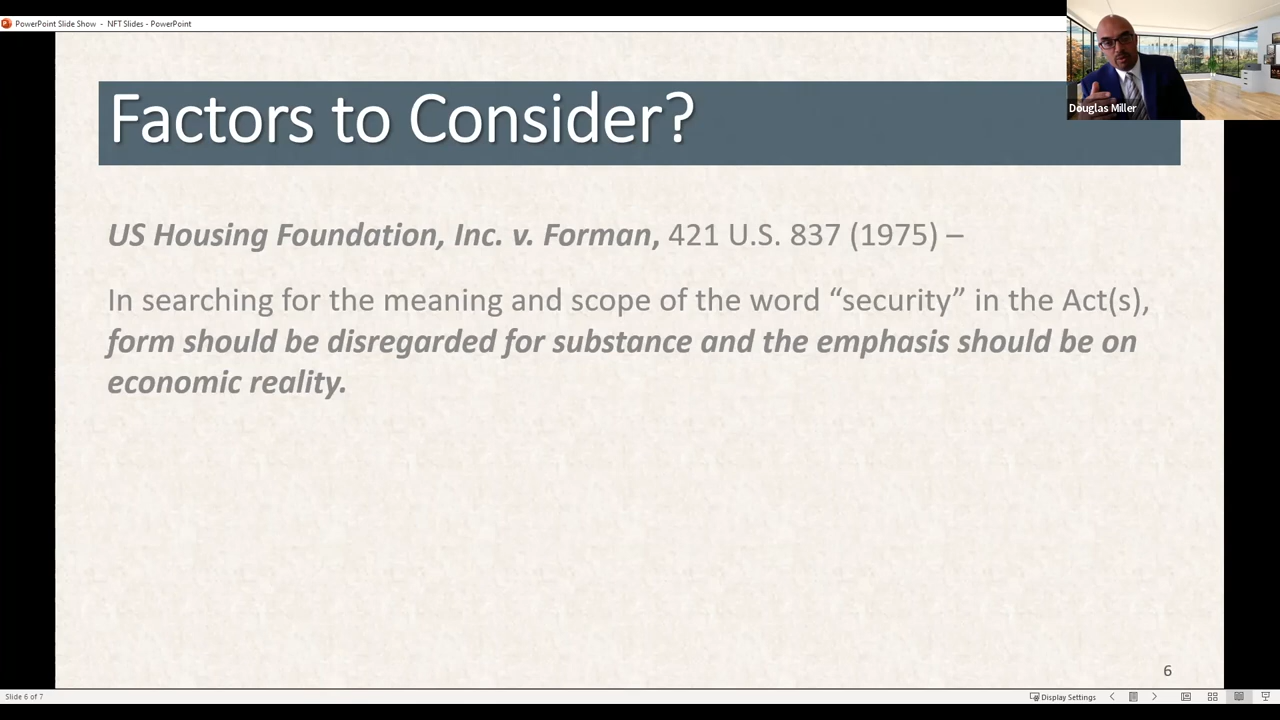 PowerPoint Slide Show - NFT Slides - PowerPoint
Douglas Miller
Factors to Consider?
US Housing Foundation, Inc. v. Forman, 421 U.S. 837 (1975) –
In searching for the meaning and scope of the word “security” in the Act(s),
form should be disregarded for substance and the emphasis should be on
economic reality.
6
Slide 6 of 7
Display Settings